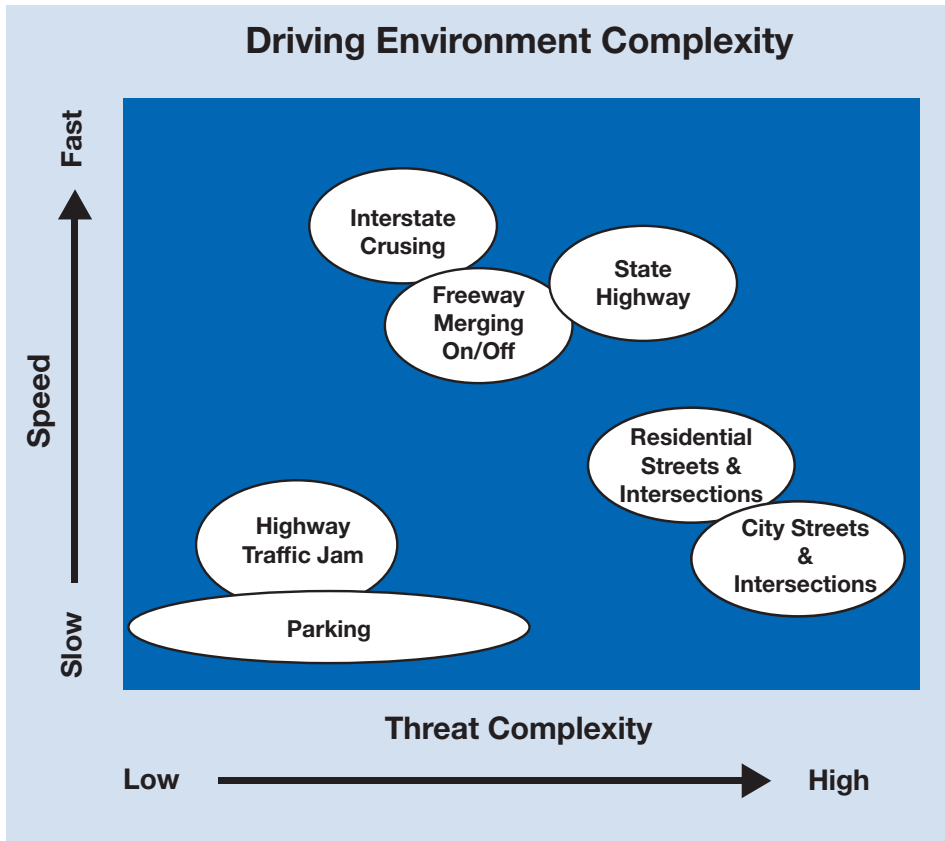 Driving Environment Complexity
Fast
Speed
Slow
Interstate
Crusing
Freeway
Merging
On/Off
State
Highway
Residential
Streets &
Intersections
City Streets
&
Intersections
Highway
Traffic Jam
Parking
Threat Complexity
Low
High